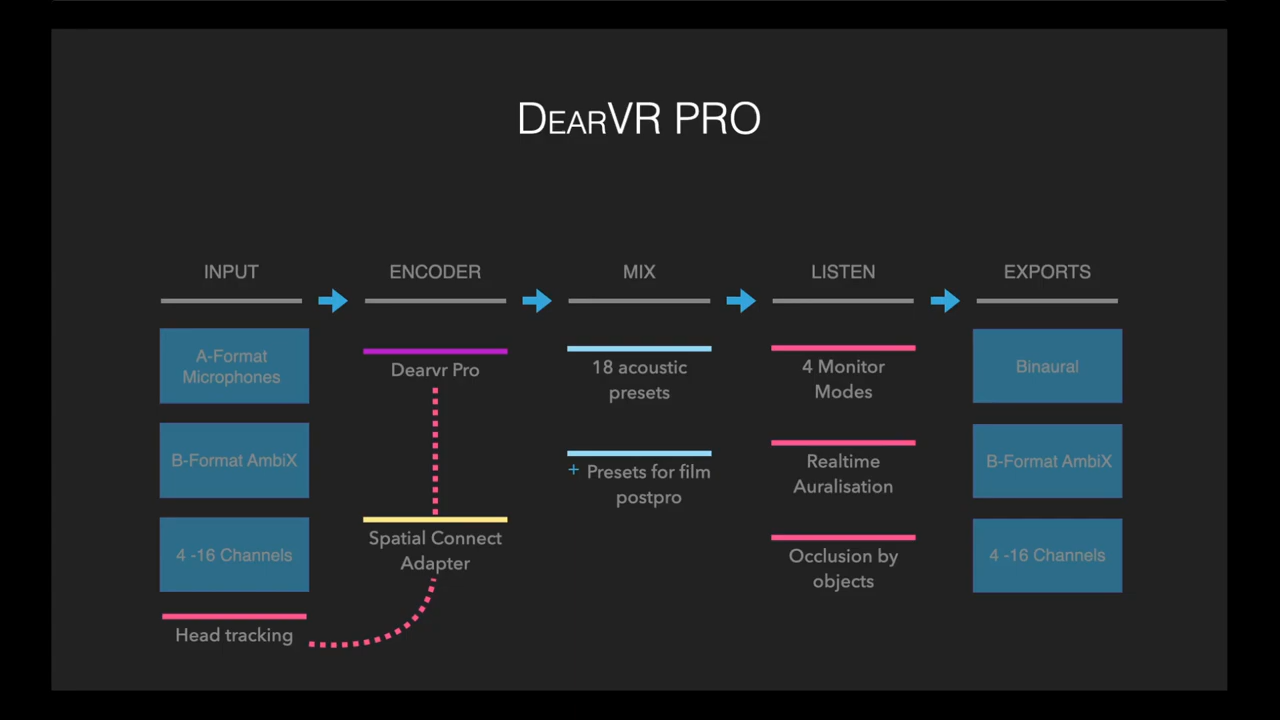 DEARVR PRO
INPUT
ENCODER
MIX
LISTEN
EXPORTS
A-Format
Microphones
B-Format AmbiX
4 -16 Channels
Head tracking
Dearvr Pro
Spatial Connect
Adapter
18 acoustic
presets
+ Presets for film
postpro
4 Monitor
Modes
Realtime
Auralisation
Occlusion by
objects
Binaural
B-Format AmbiX
4 -16 Channels